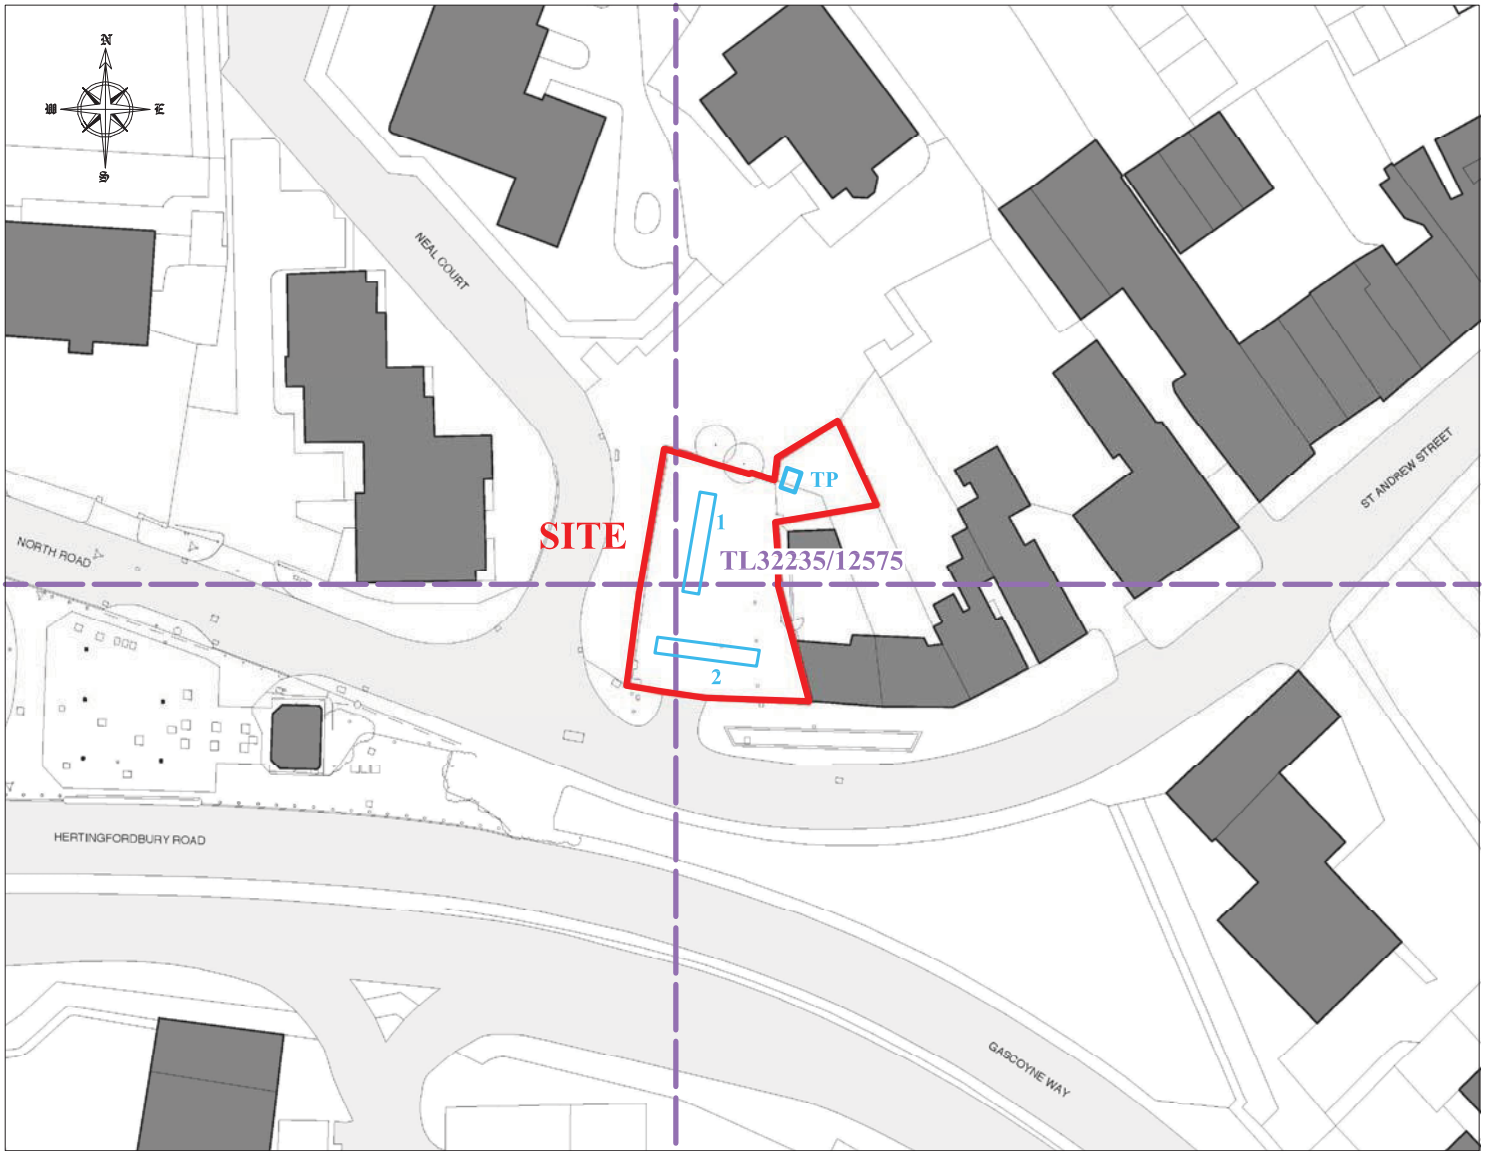 N
W
E
S
NEAL COURT
ST ANDREW STREET
TP
1
SITE
TL32235/12575
NORTH ROAD
2
HERTINGFORDBURY ROAD
GASCOYNE WAY